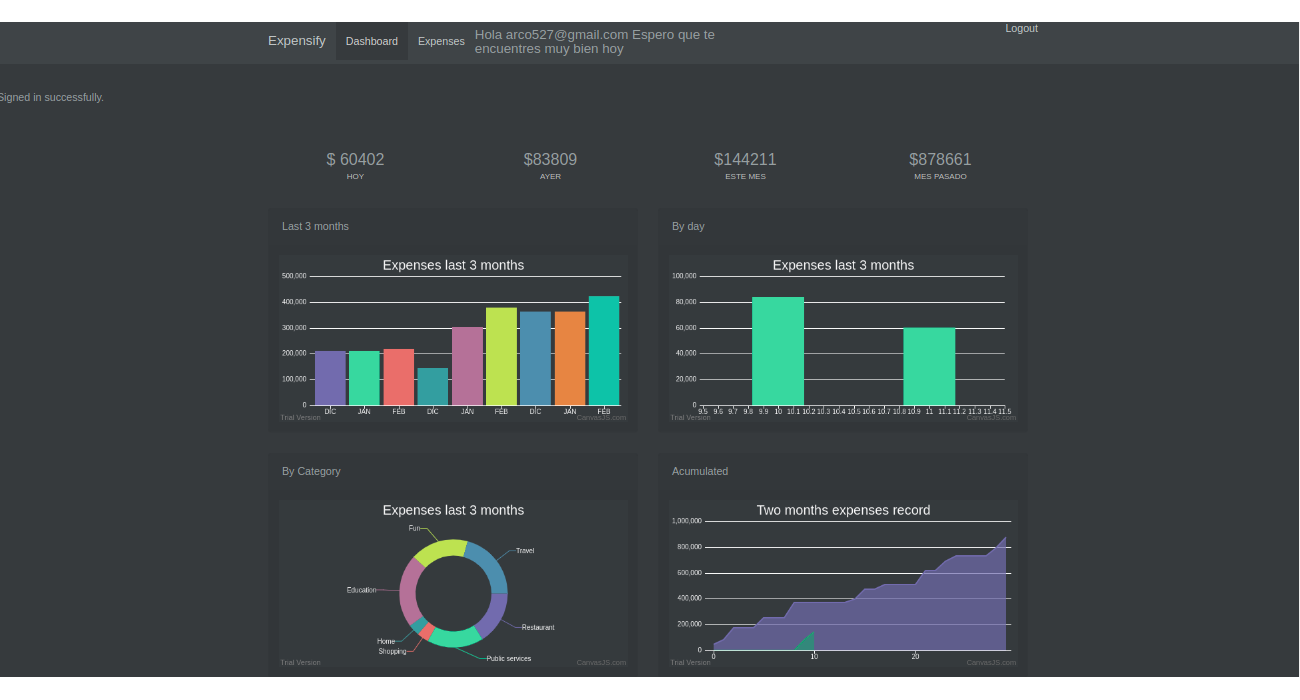 Expensify Dashboard Expenses Hola arco527@gmail.com Espero que te
encuentres muy bien hoy
Logout
Signed in successfully.
$ 60402 $83809 $144211 $878661
HOY AYER ESTE MES MES PASADO
Last 3 months
Expenses last 3 months
500,000
400,000
300,000
200,000
100,000
0
DIC JAN FEB DIC JAN FEB DIC JAN FEB
Trial Version CanvasJS.com
By day
Expenses last 3 months
100,000
80,000
60,000
40,000
20,000
0
9.5 9.6 9.7 9.8 9.9 10 10.1 10.2 10.3 10.4 10.5 10.6 10.7 10.8 10.9 11 11.1 11.2 11.3 11.4 11.5
Trial Version CanvasJS.com
By Category
Expenses last 3 months
Fun
Travel
Education
Restaurant
Home
Shopping
Public services
Trial Version CanvasJS.com
Acumulated
Two months expenses record
1,000,000
800,000
600,000
400,000
200,000
0
0 10 20
Trial Version CanvasJS.com